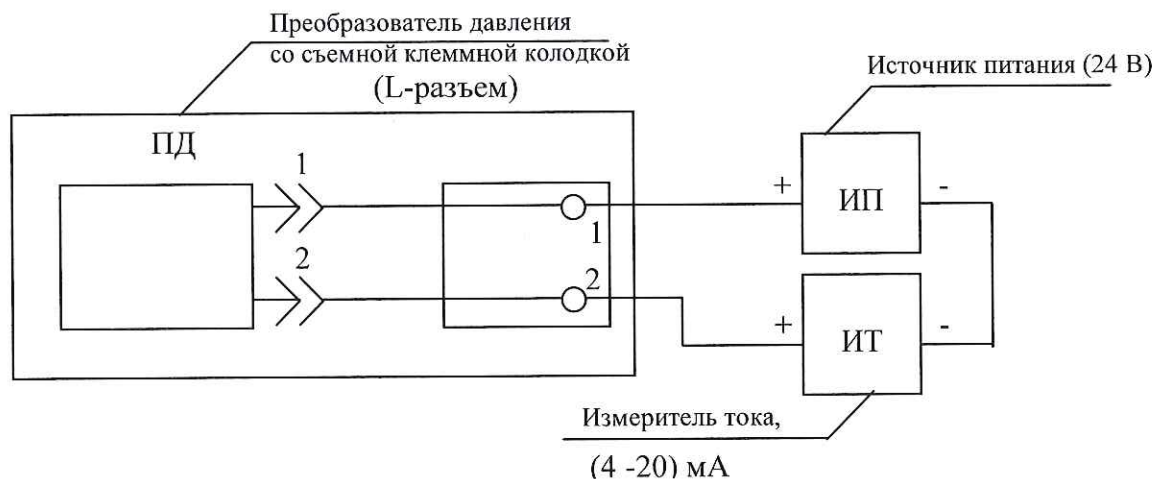 Преобразователь давления
со съемной клеммной колодкой
(L-разъем)
Источник питания (24 В)
ПД
1
+
ИП
-
1
2
2
+
ИТ
-
Измеритель тока,
(4 -20) мА